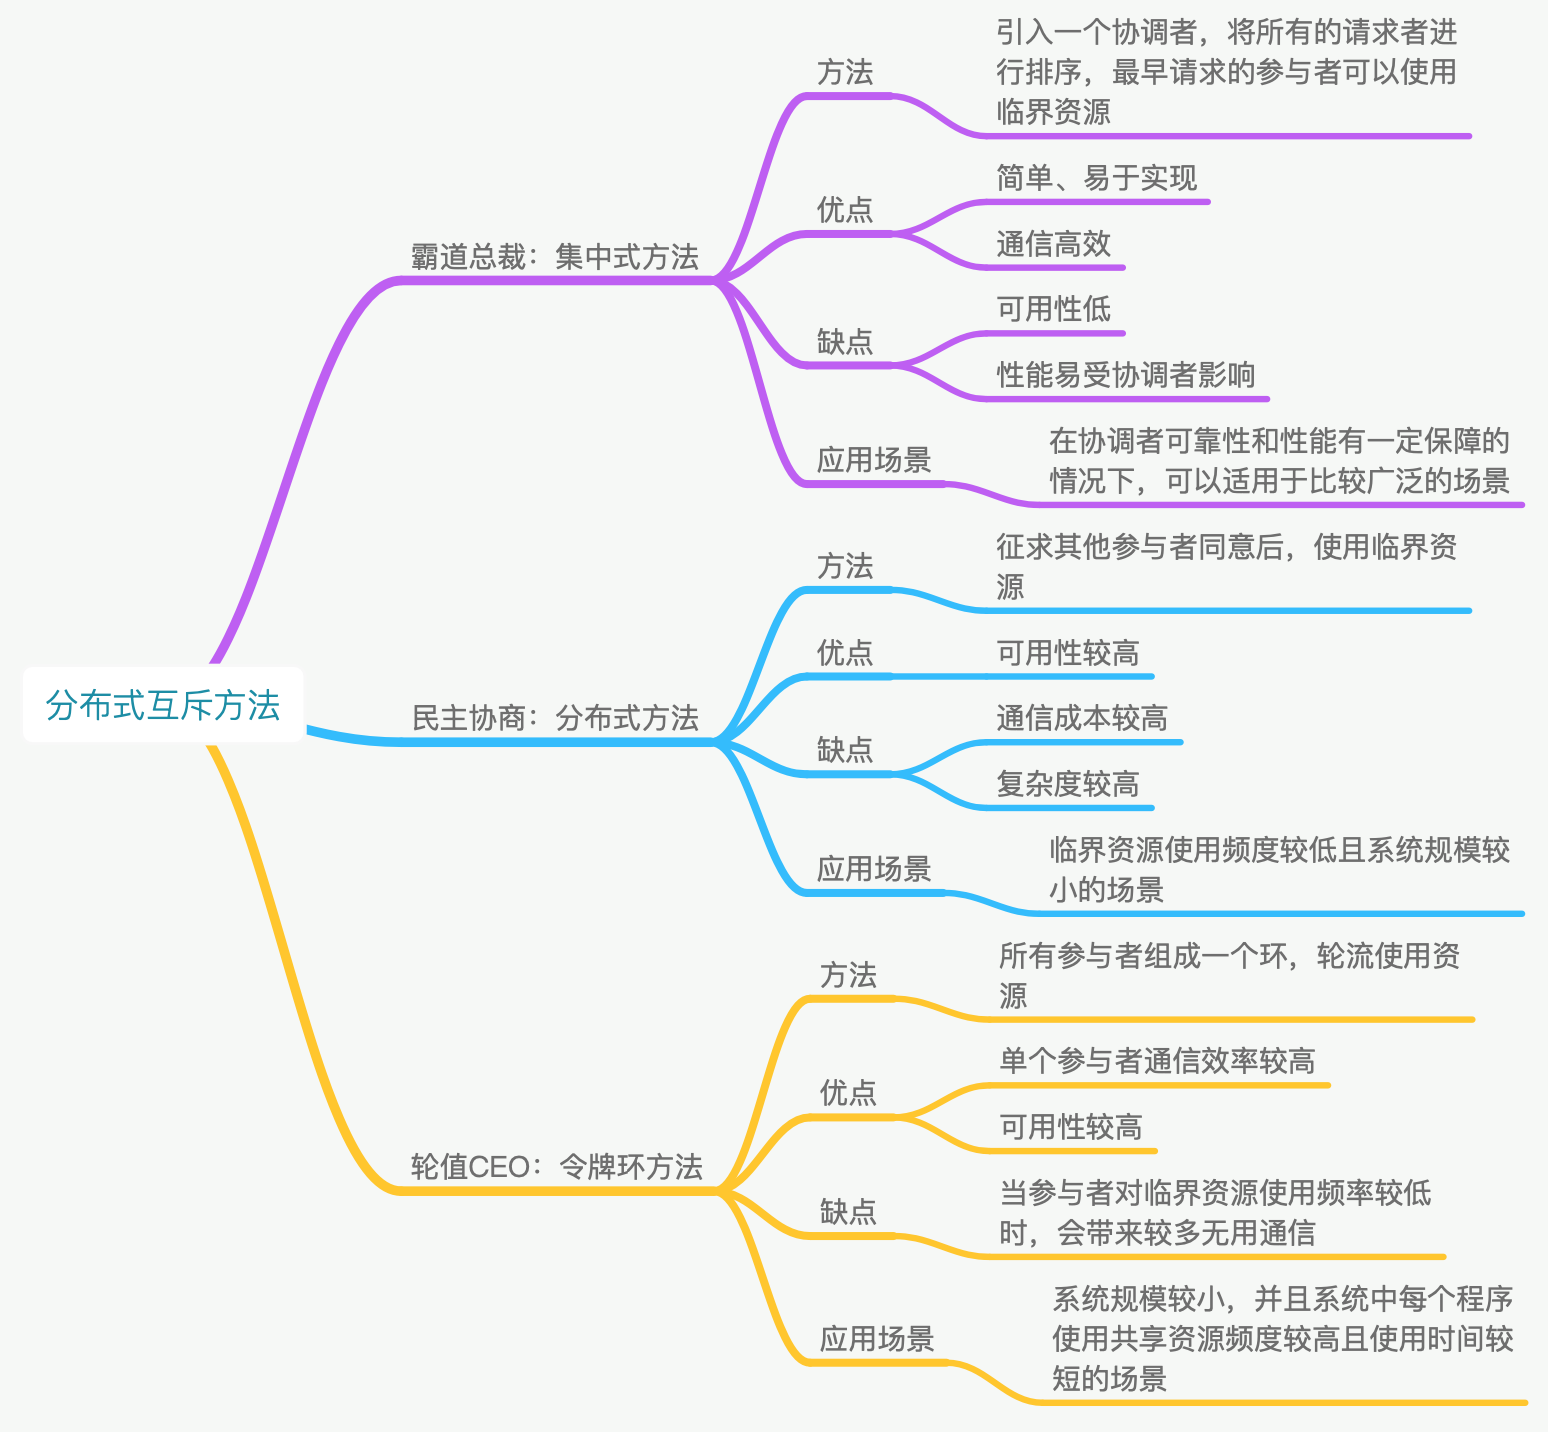 分布式互斥方法
霸道总裁：集中式方法
方法
引入一个协调者，将所有的请求者进
行排序，最早请求的参与者可以使用
临界资源
优点
简单、易于实现
通信高效
缺点
可用性低
性能易受协调者影响
应用场景
在协调者可靠性和性能有一定保障的
情况下，可以适用于比较广泛的场景
民主协商：分布式方法
方法
征求其他参与者同意后，使用临界资
源
优点
可用性较高
缺点
通信成本较高
复杂度较高
应用场景
临界资源使用频度较低且系统规模较
小的场景
轮值CEO：令牌环方法
方法
所有参与者组成一个环，轮流使用资
源
优点
单个参与者通信效率较高
可用性较高
缺点
当参与者对临界资源使用频率较低
时，会带来较多无用通信
应用场景
系统规模较小，并且系统中每个程序
使用共享资源频度较高且使用时间较
短的场景